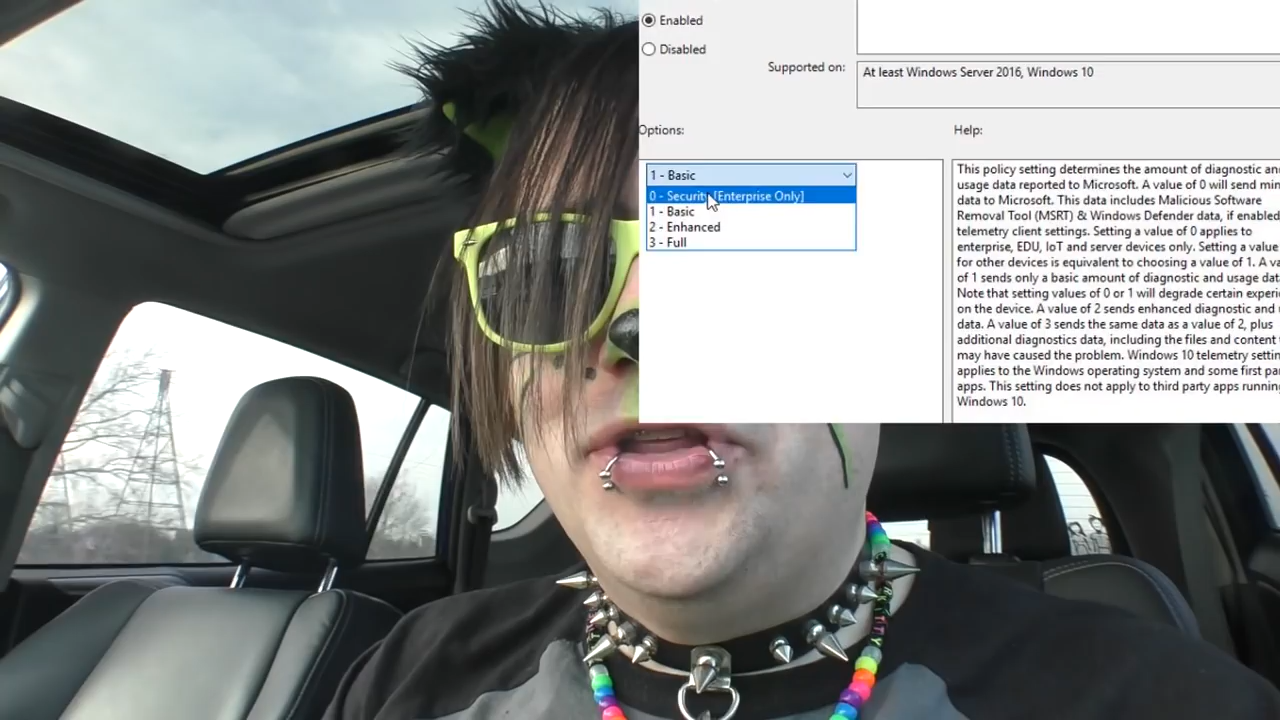 Enabled
Disabled
Supported on:
At least Windows Server 2016, Windows 10
Options:
Help:
1 - Basic
0 - Security [Enterprise Only]
1 - Basic
2 - Enhanced
3 - Full
This policy setting determines the amount of diagnostic an
usage data reported to Microsoft. A value of 0 will send min
data to Microsoft. This data includes Malicious Software
Removal Tool (MSRT) & Windows Defender data, if enabled
telemetry client settings. Setting a value of 0 applies to
enterprise, EDU, IoT and server devices only. Setting a value
for other devices is equivalent to choosing a value of 1. A va
of 1 sends only a basic amount of diagnostic and usage dat
Note that setting values of 0 or 1 will degrade certain experi
on the device. A value of 2 sends enhanced diagnostic and
data. A value of 3 sends the same data as a value of 2, plus
additional diagnostics data, including the files and content
may have caused the problem. Windows 10 telemetry settin
applies to the Windows operating system and some first pa
apps. This setting does not apply to third party apps running
Windows 10.